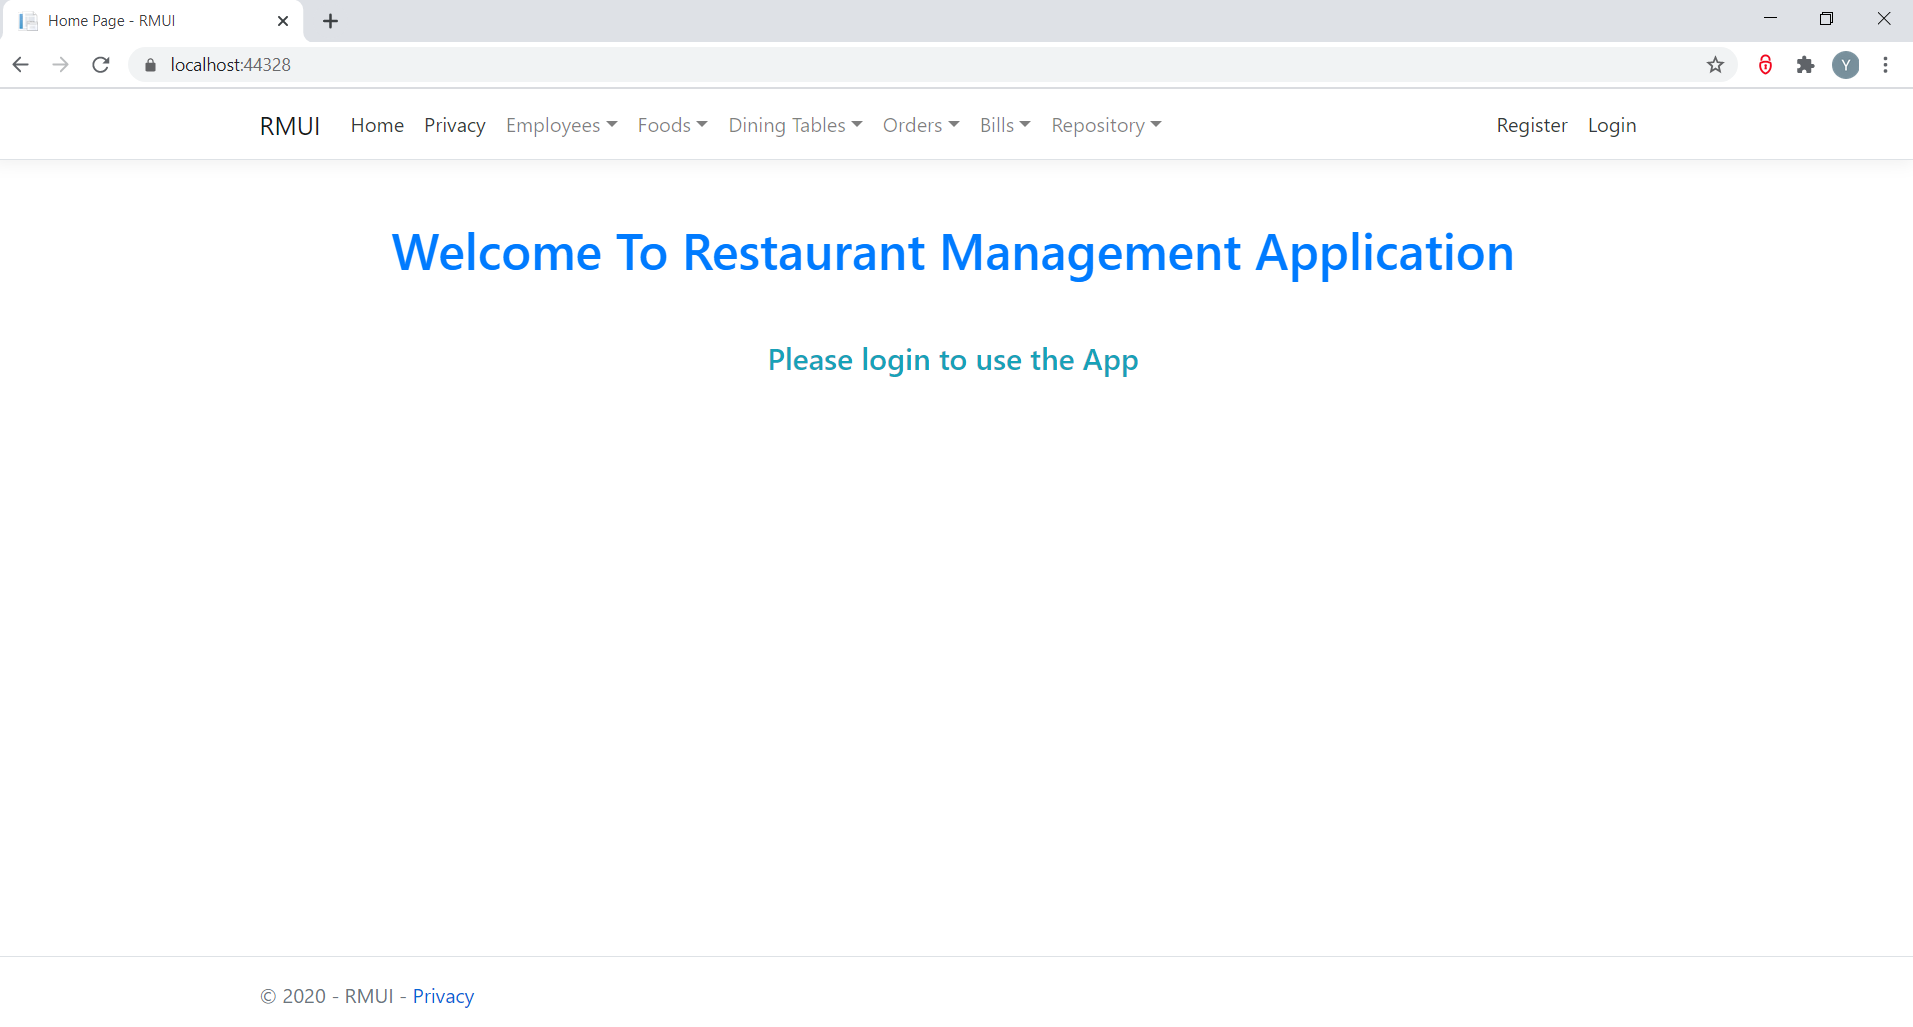 Home Page - RMUI
localhost:44328
Y
RMUI Home Privacy Employees Foods Dining Tables Orders Bills Repository Register Login
Welcome To Restaurant Management Application
Please login to use the App
© 2020 - RMUI - Privacy